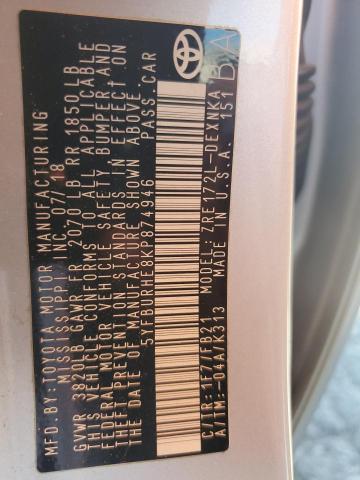 MFD. BY: TOYOTA MOTOR MANUFACTURING
MISSISSIPPI INC. 07/18
GVWR 3820LB GAWR FR 2070LB RR 1850LB
THIS VEHICLE CONFORMS TO ALL APPLICABLE
FEDERAL MOTOR VEHICLE SAFETY, BUMPER AND
THEFT PREVENTION STANDARDS IN EFFECT ON
DATE OF MANUFACTURE SHOWN ABOVE.
5YFBURHE8KP874946 PASS. CAR
C/TR: 1F7/FB21 MODEL: ZRE172L-DEXNKA
A/TM: -04A/K313 MADE IN U.S.A. 151 BA